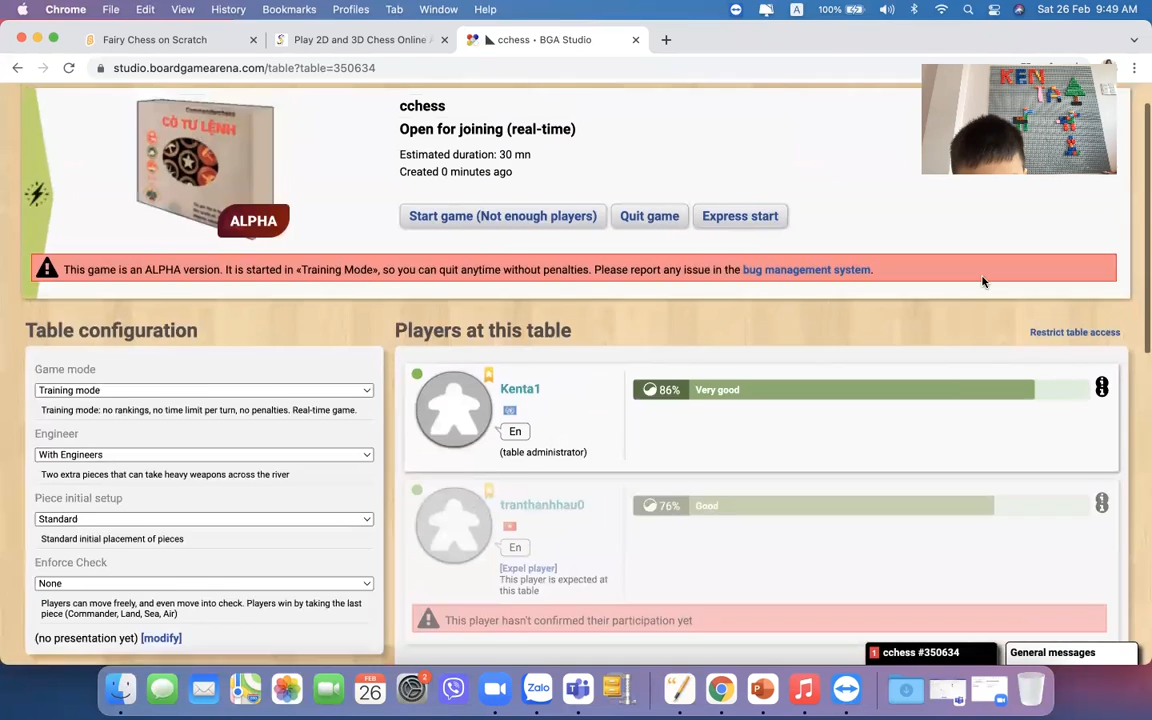 Chrome File Edit View History Bookmarks Profiles Tab Window Help A 100% Sat 26 Feb 9:49 AM
Fairy Chess on Scratch
Play 2D and 3D Chess Online
cchess • BGA Studio
studio.boardgamearena.com/table?table=350634
KEN
TA
Commanderchess
CỜ TƯ LỆNH
ALPHA
cchess
Open for joining (real-time)
Estimated duration: 30 mn
Created 0 minutes ago
Start game (Not enough players) Quit game Express start
This game is an ALPHA version. It is started in «Training Mode», so you can quit anytime without penalties. Please report any issue in the bug management system.
Table configuration
Game mode
Training mode
Training mode: no rankings, no time limit per turn, no penalties. Real-time game.
Engineer
With Engineers
Two extra pieces that can take heavy weapons across the river
Piece initial setup
Standard
Standard initial placement of pieces
Enforce Check
None
Players can move freely, and even move into check. Players win by taking the last
piece (Commander, Land, Sea, Air)
(no presentation yet) [modify]
Players at this table
Restrict table access
Kenta1
En
(table administrator)
86% Very good
tranthanhhau0
En
[Expel player]
This player is expected at
this table
76% Good
This player hasn't confirmed their participation yet
1 cchess #350634
General messages
FEB
26
2
Zalo